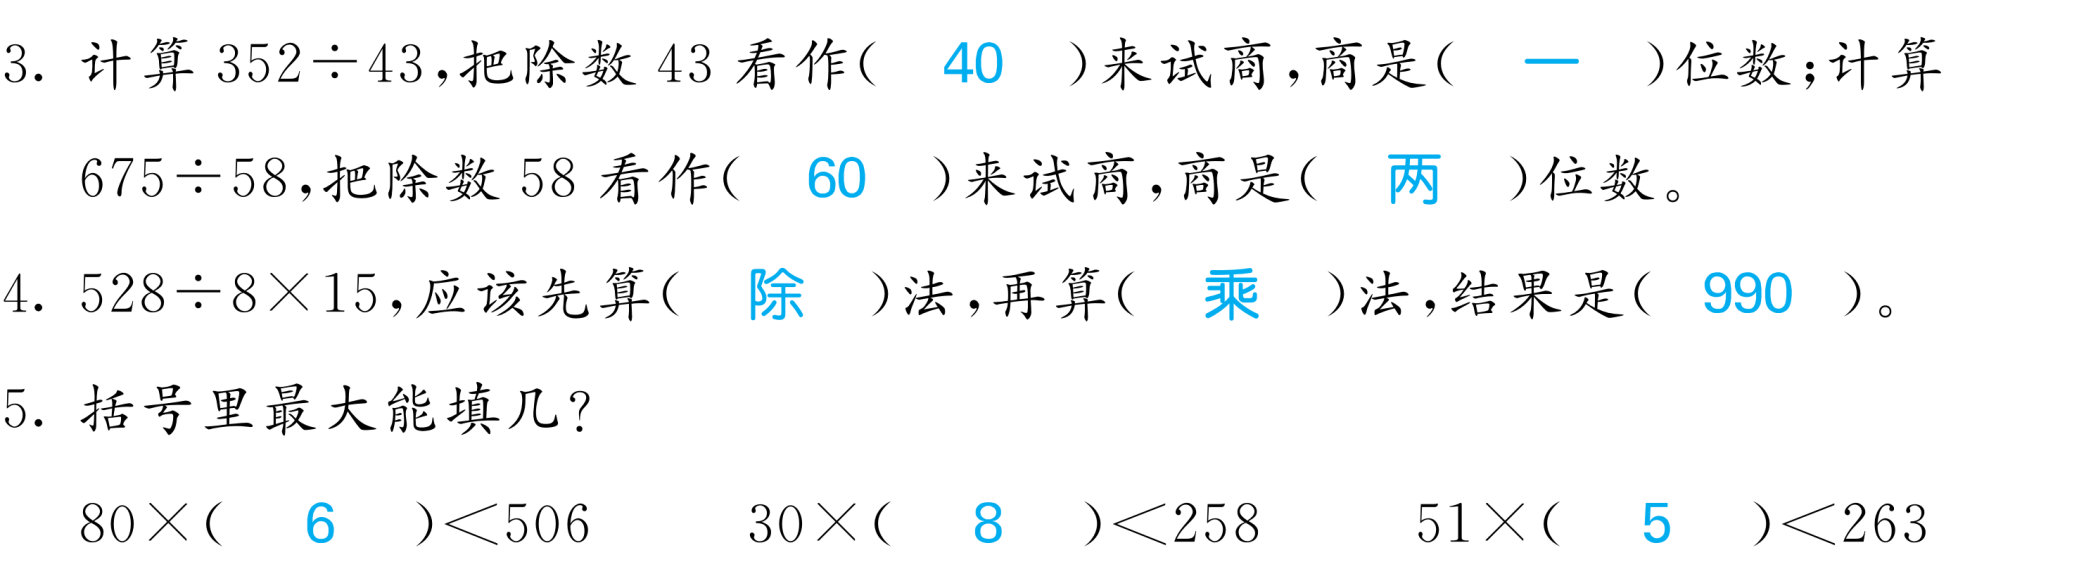 3. 计算 352÷43,把除数 43 看作( 40 )来试商,商是( 一 )位数;计算
675÷58,把除数 58 看作( 60 )来试商,商是( 两 )位数。
4. 528÷8×15,应该先算( 除 )法,再算( 乘 )法,结果是( 990 )。
5. 括号里最大能填几?
80×( 6 )<506 30×( 8 )<258 51×( 5 )<263